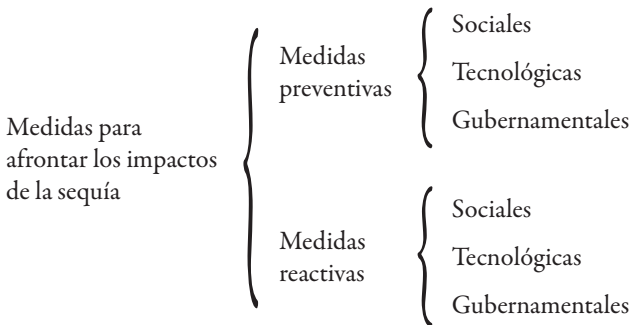 Medidas para
afrontar los impactos
de la sequía
Medidas
preventivas
Sociales
Tecnológicas
Gubernamentales
Medidas
reactivas
Sociales
Tecnológicas
Gubernamentales